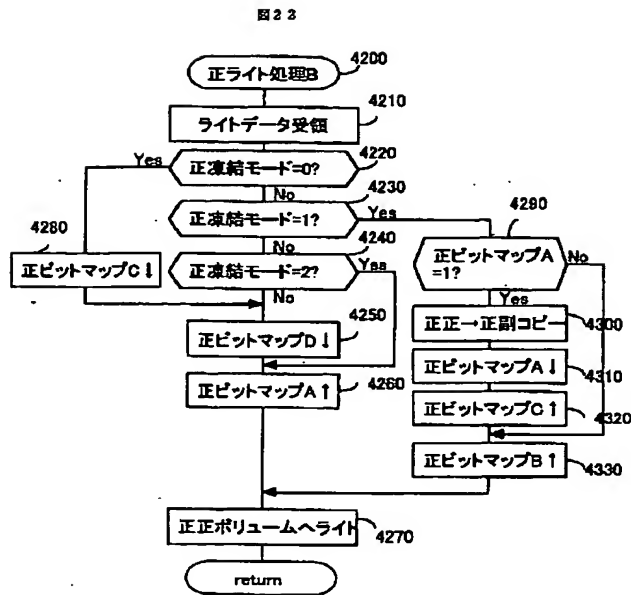 図23
正ライト処理B
4200
ライトデータ受領
4210
正凍結モード=0?
4220
Yes
No
正凍結モード=1?
4230
Yes
No
正凍結モード=2?
4240
Yes
No
4280
正ビットマップC↓
正ビットマップD↓
4250
正ビットマップA↑
4260
4290
正ビットマップA
=1?
No
Yes
正正→正副コピー
4300
正ビットマップA↓
4310
正ビットマップC↑
4320
正ビットマップB↑
4330
正正ボリュームへライト
4270
return